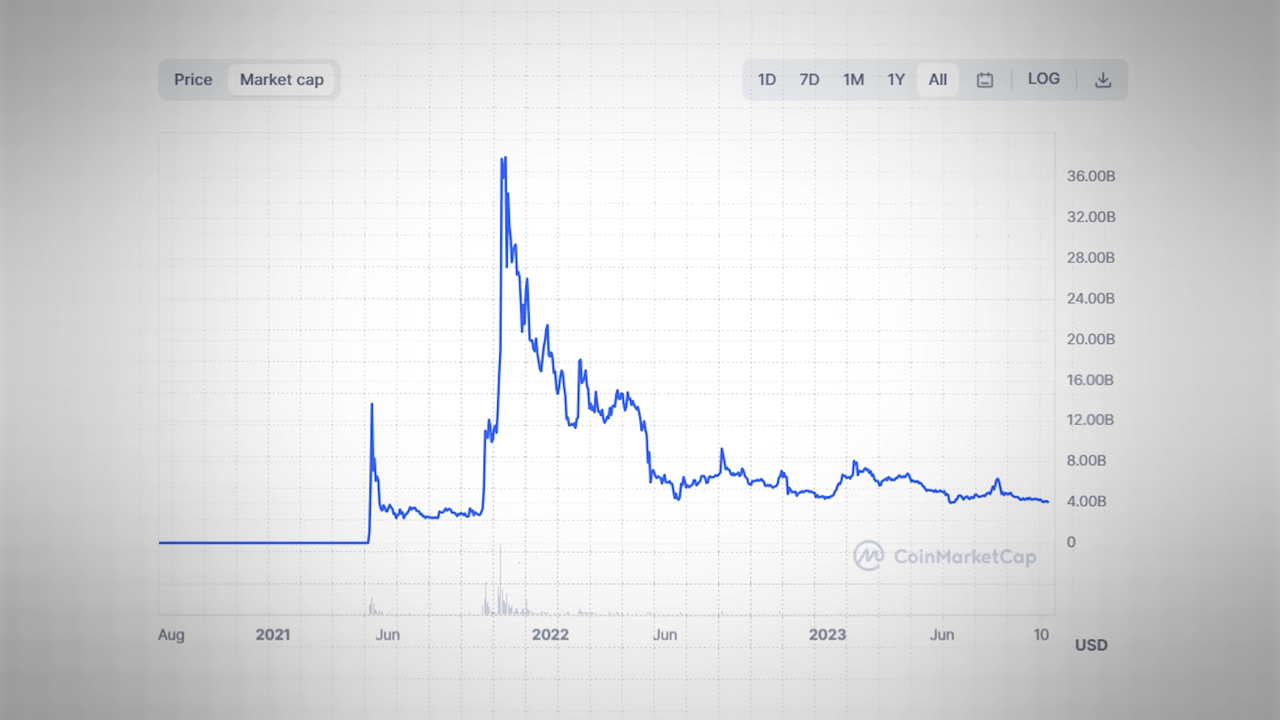 Price Market cap 1D 7D 1M 1Y All LOG
36.00B
32.00B
28.00B
24.00B
20.00B
16.00B
12.00B
8.00B
4.00B
0
CoinMarketCap
Aug 2021 Jun 2022 Jun 2023 Jun 10
USD